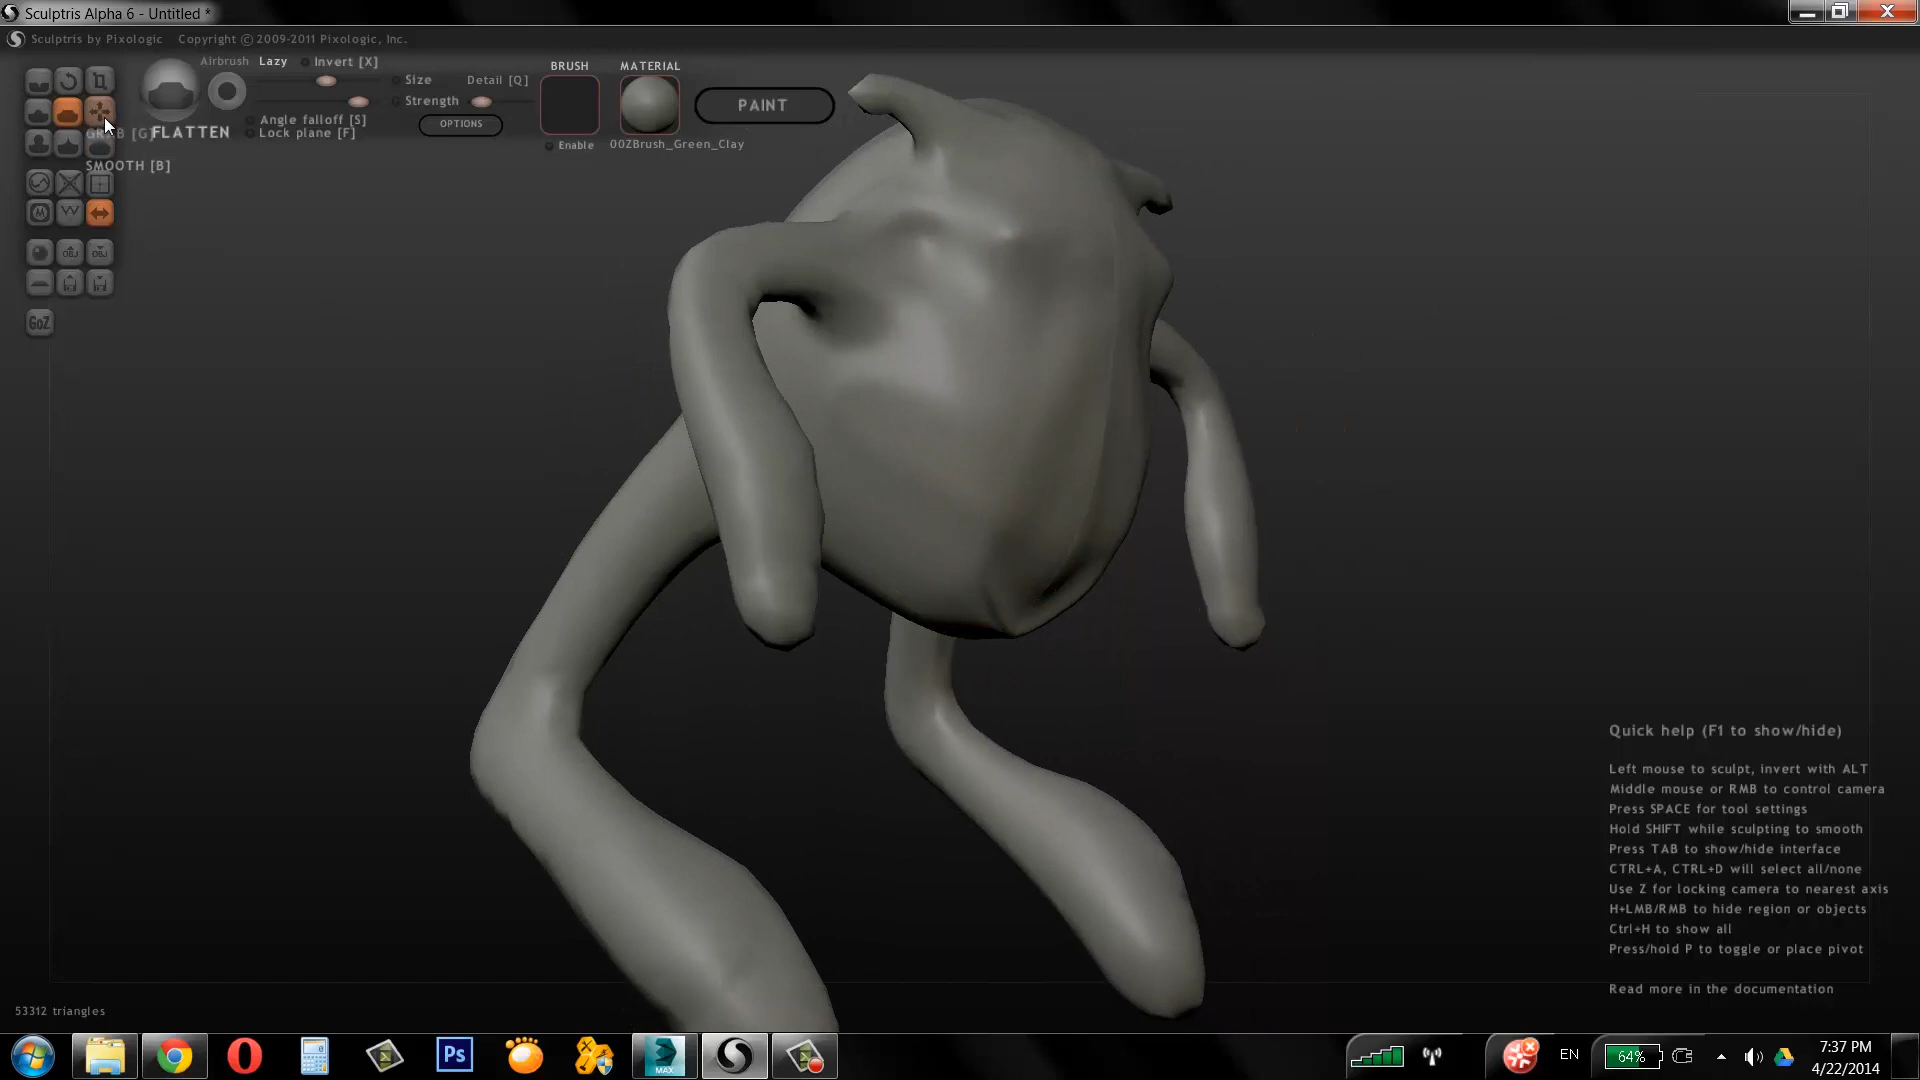 Sculptris Alpha 6 - Untitled *
Sculptris by Pixologic Copyright © 2009-2011 Pixologic, Inc.
Airbrush Lazy Invert [X]
Size Detail [Q]
Strength
Angle falloff [S]
Lock plane [F]
OPTIONS
BRUSH
Enable
MATERIAL
00ZBrush_Green_Clay
PAINT
GRAB [G]
FLATTEN
SMOOTH [B]
OBJ OBJ
GoZ
Quick help (F1 to show/hide)
Left mouse to sculpt, invert with ALT
Middle mouse or RMB to control camera
Press SPACE for tool settings
Hold SHIFT while sculpting to smooth
Press TAB to show/hide interface
CTRL+A, CTRL+D will select all/none
Use Z for locking camera to nearest axis
H+LMB/RMB to hide region or objects
Ctrl+H to show all
Press/hold P to toggle or place pivot
Read more in the documentation
53312 triangles
Ps
MAX
EN
64%
7:37 PM
4/22/2014